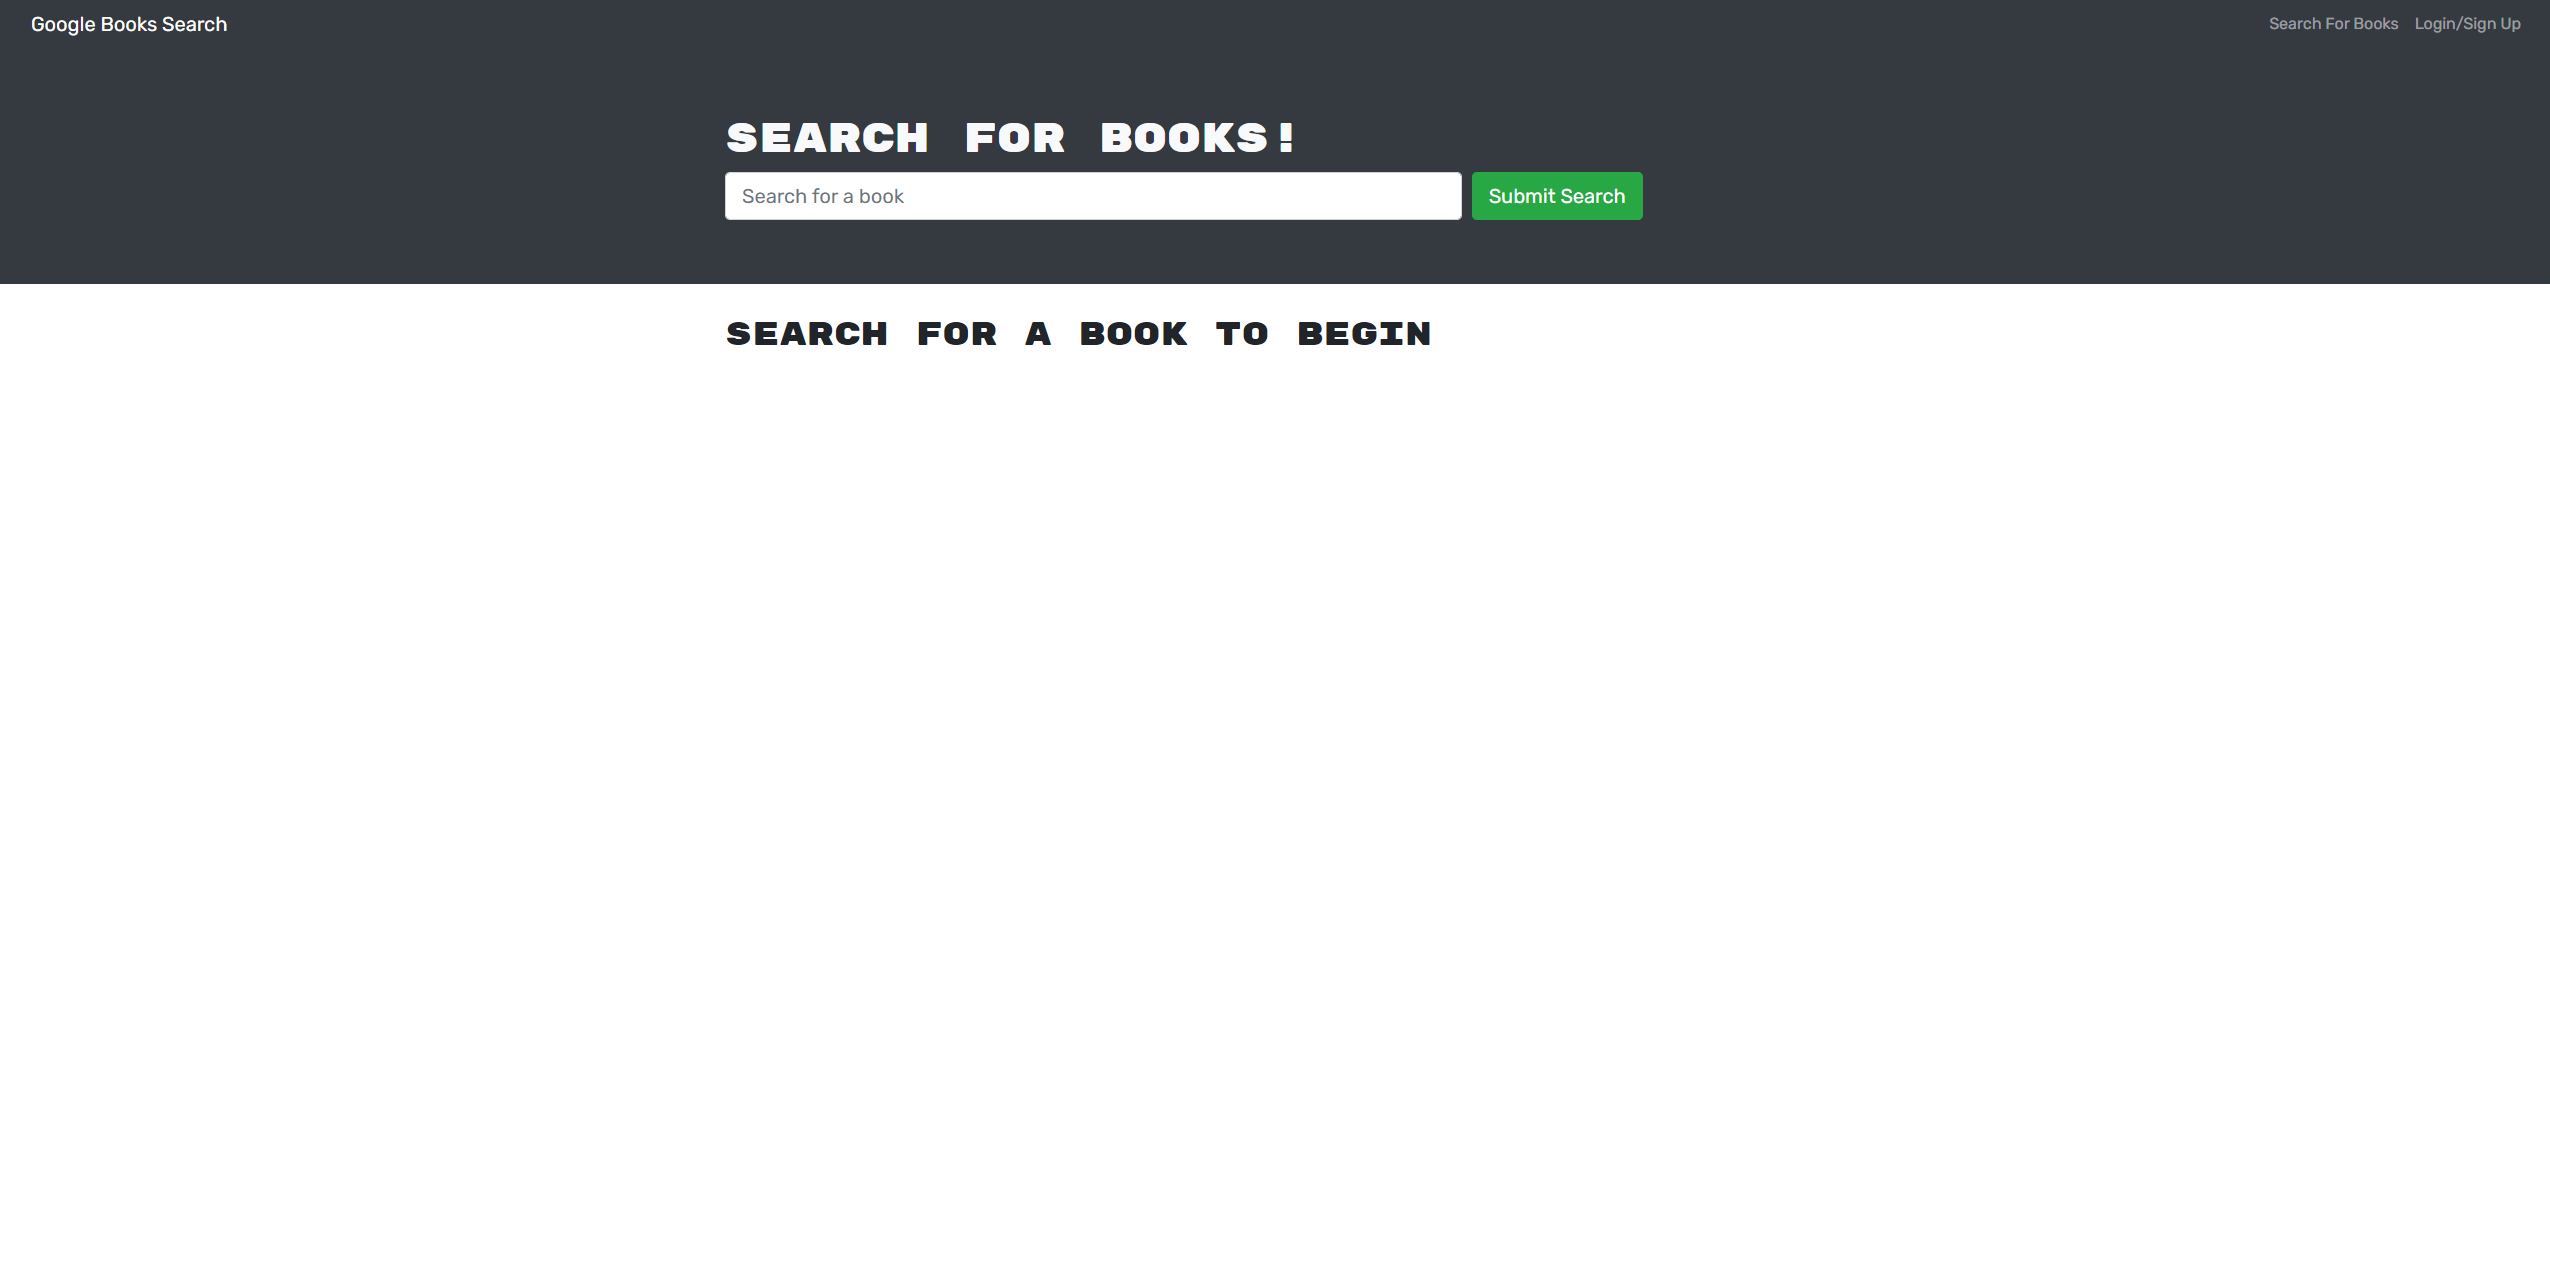 Google Books Search
Search For Books
Login/Sign Up
SEARCH FOR BOOKS!
Search for a book
Submit Search
SEARCH FOR A BOOK TO BEGIN